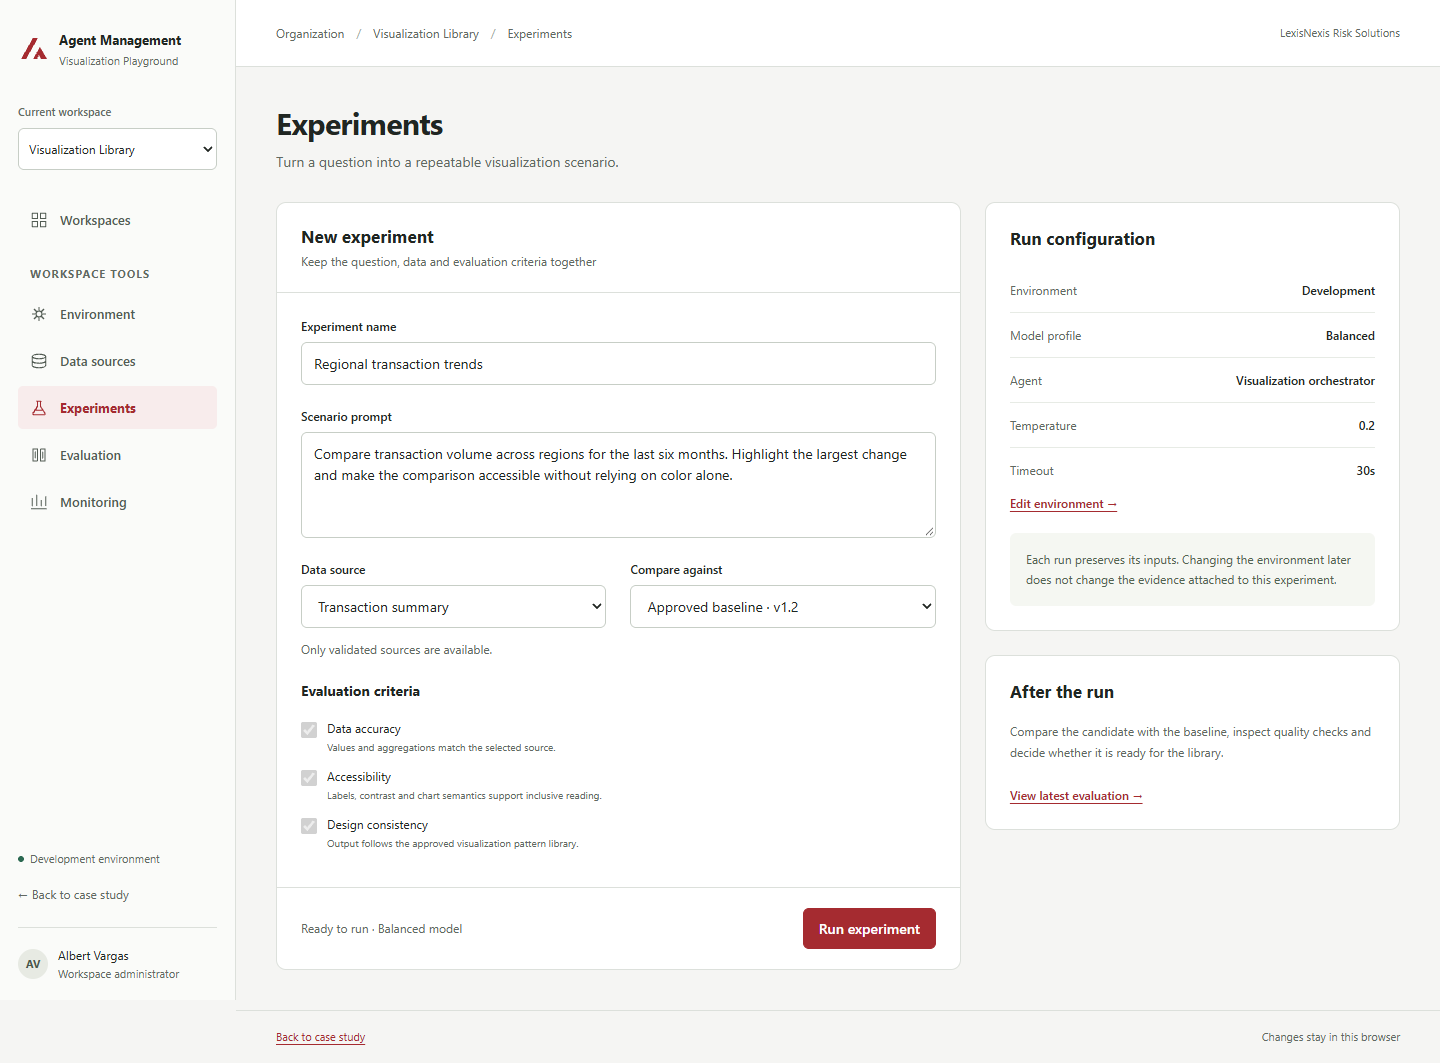 Agent Management
Visualization Playground
Current workspace
Visualization Library
Workspaces
WORKSPACE TOOLS
Environment
Data sources
Experiments
Evaluation
Monitoring
Development environment
← Back to case study
AV
Albert Vargas
Workspace administrator
Organization / Visualization Library / Experiments
LexisNexis Risk Solutions
Experiments
Turn a question into a repeatable visualization scenario.
New experiment
Keep the question, data and evaluation criteria together
Experiment name
Regional transaction trends
Scenario prompt
Compare transaction volume across regions for the last six months. Highlight the largest change
and make the comparison accessible without relying on color alone.
Data source
Compare against
Transaction summary
Approved baseline · v1.2
Only validated sources are available.
Evaluation criteria
Data accuracy
Values and aggregations match the selected source.
Accessibility
Labels, contrast and chart semantics support inclusive reading.
Design consistency
Output follows the approved visualization pattern library.
Ready to run · Balanced model
Run experiment
Run configuration
Environment Development
Model profile Balanced
Agent Visualization orchestrator
Temperature 0.2
Timeout 30s
Edit environment →
Each run preserves its inputs. Changing the environment later
does not change the evidence attached to this experiment.
After the run
Compare the candidate with the baseline, inspect quality checks and
decide whether it is ready for the library.
View latest evaluation →
Back to case study
Changes stay in this browser